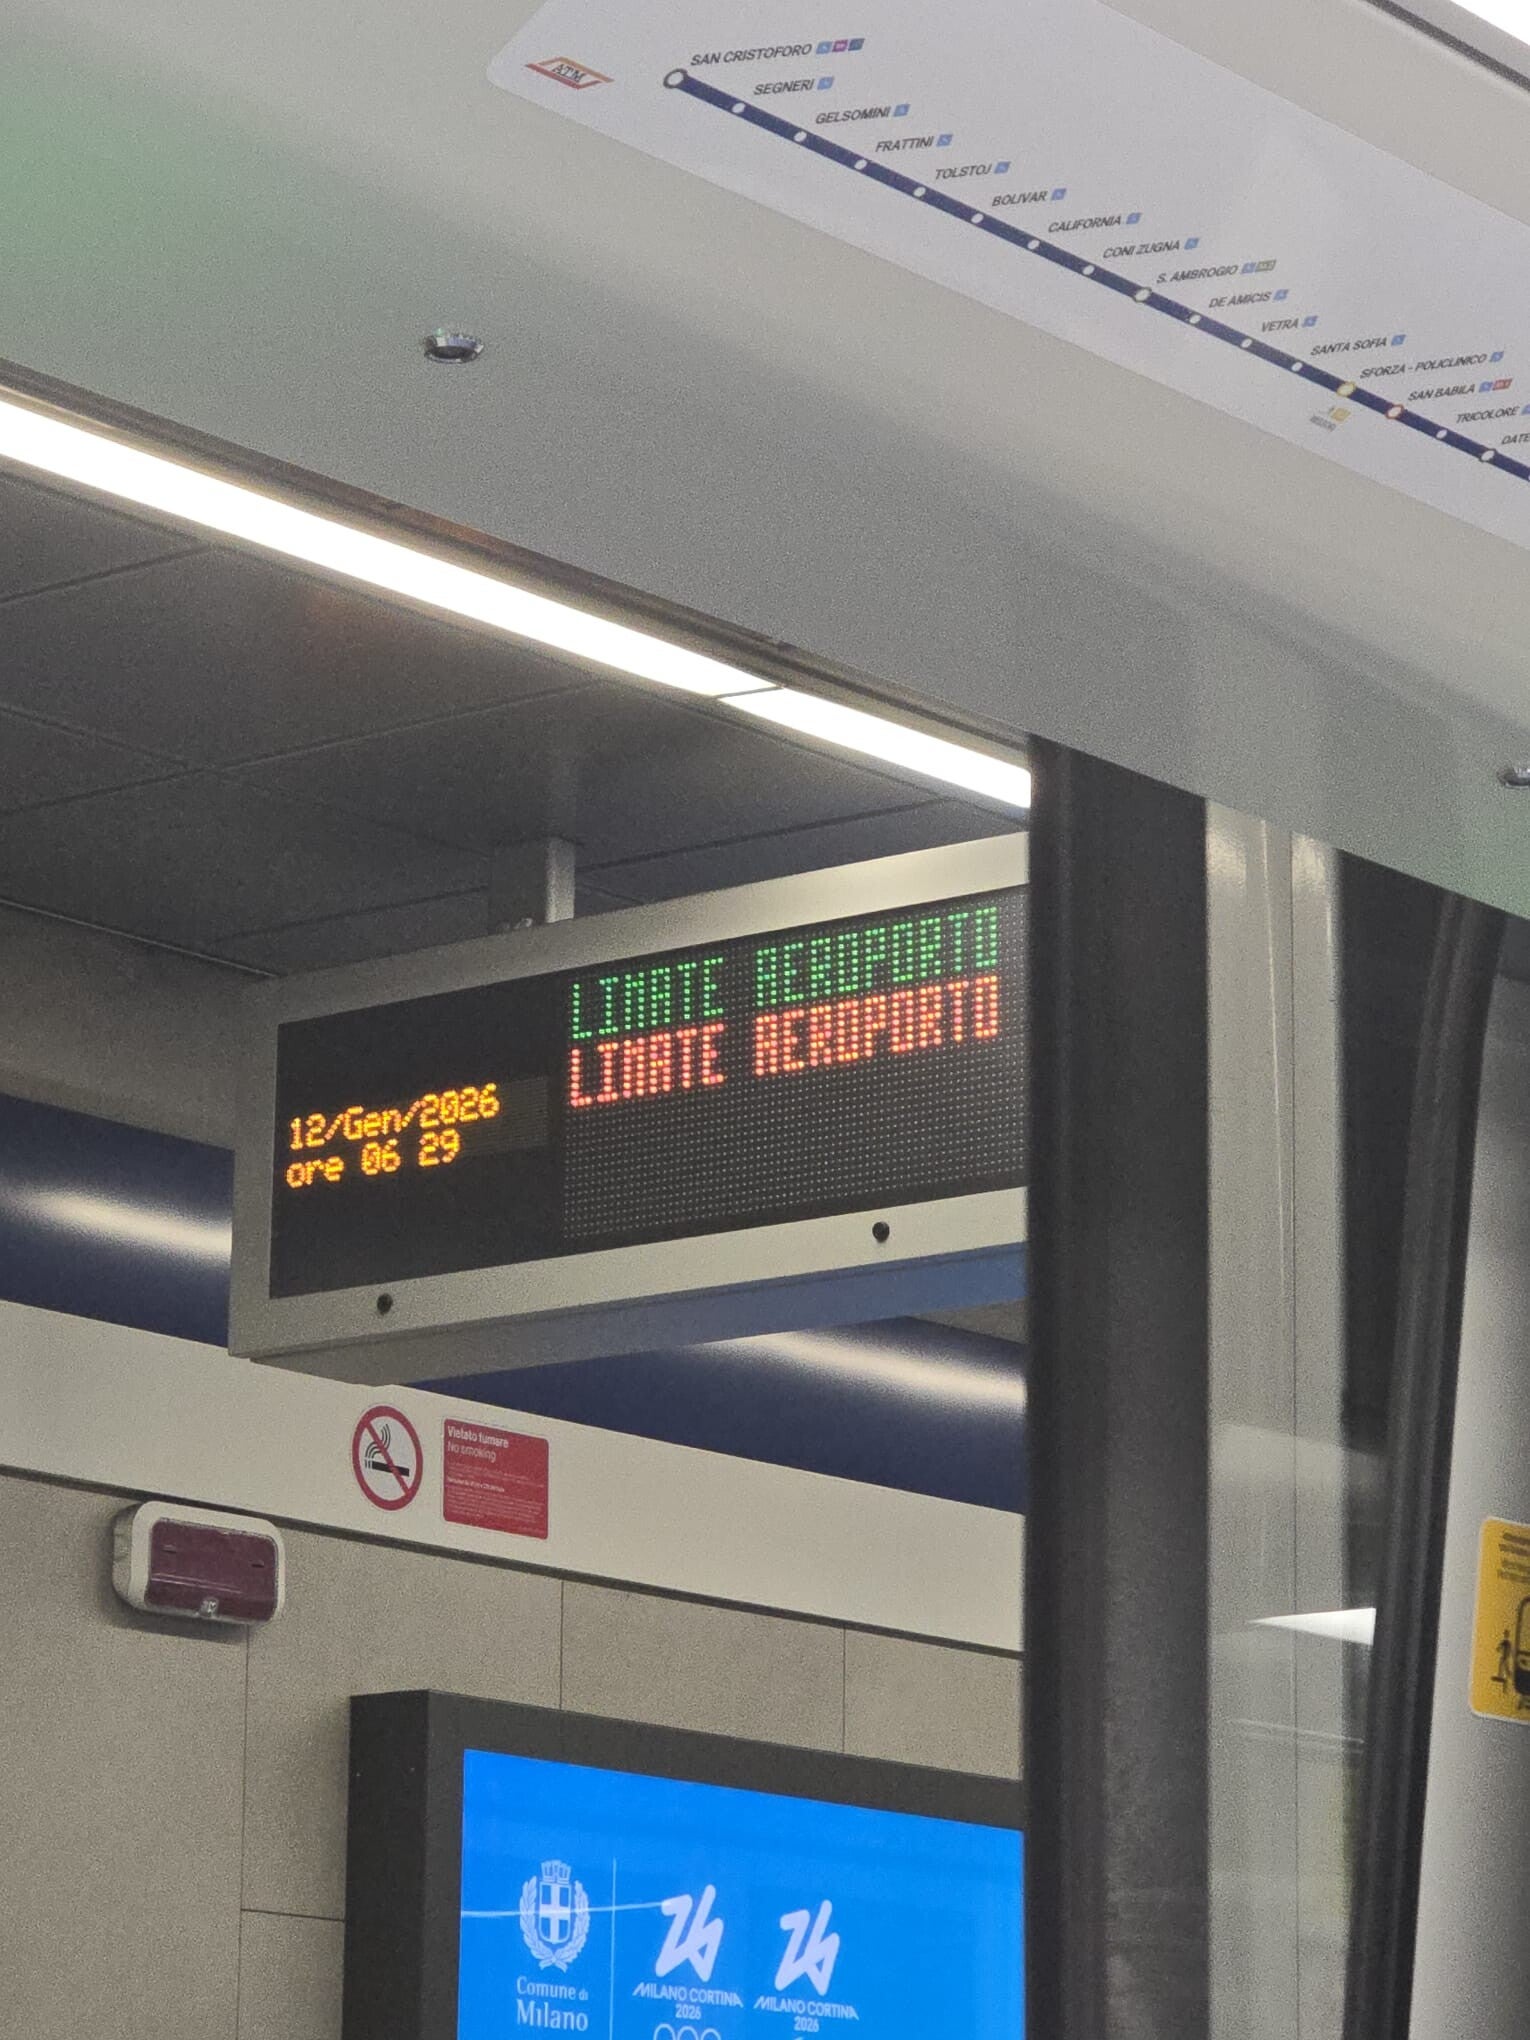 ATM
SAN CRISTOFORO
SEGNERI
GELSOMINI
FRATTINI
TOLSTOJ
BOLIVAR
CALIFORNIA
CONI ZUGNA
S. AMBROGIO
DE AMICIS
VETRA
SANTA SOFIA
SFORZA - POLICLINICO
SAN BABILA
TRICOLORE
DATE
LINATE AEROPORTO
LINATE AEROPORTO
12/Gen/2026
ore 06 29
Vietato fumare
No smoking
Comune di
Milano
MILANO CORTINA
2026
MILANO CORTINA
2026